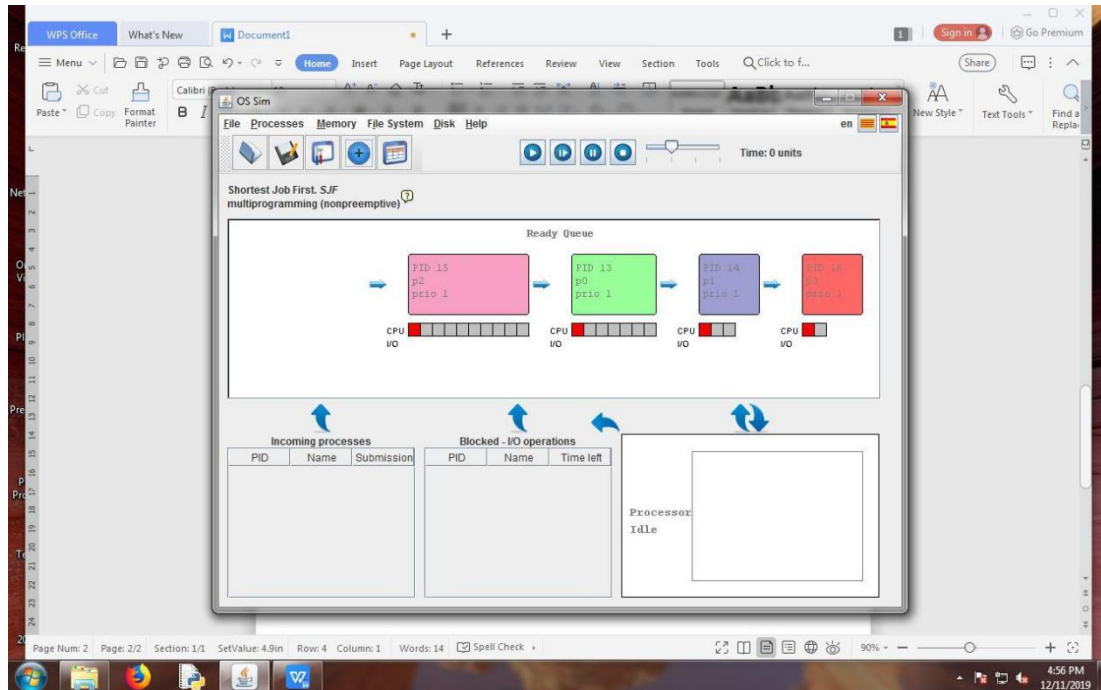 WPS Office
What's New
Document1
1
Sign in
Go Premium
Menu
Home
Insert
Page Layout
References
Review
View
Section
Tools
Click to f...
Share
Paste
Cut
Copy
Format
Painter
Calibri
B I
New Style
Text Tools
Find a
Repla
OS Sim
File Processes Memory File System Disk Help
en
Time: 0 units
Shortest Job First. SJF
multiprogramming (nonpreemptive)
Ready Queue
PID 15
p2
prio 1
CPU
I/O
PID 13
p0
prio 1
CPU
I/O
PID 14
p1
prio 1
CPU
I/O
PID 16
p3
prio 1
CPU
I/O
Incoming processes
PID Name Submission
Blocked - I/O operations
PID Name Time left
Processor
Idle
Page Num: 2 Page: 2/2 Section: 1/1 SetValue: 4.9in Row: 4 Column: 1 Words: 14 Spell Check
90%
4:56 PM
12/11/2019